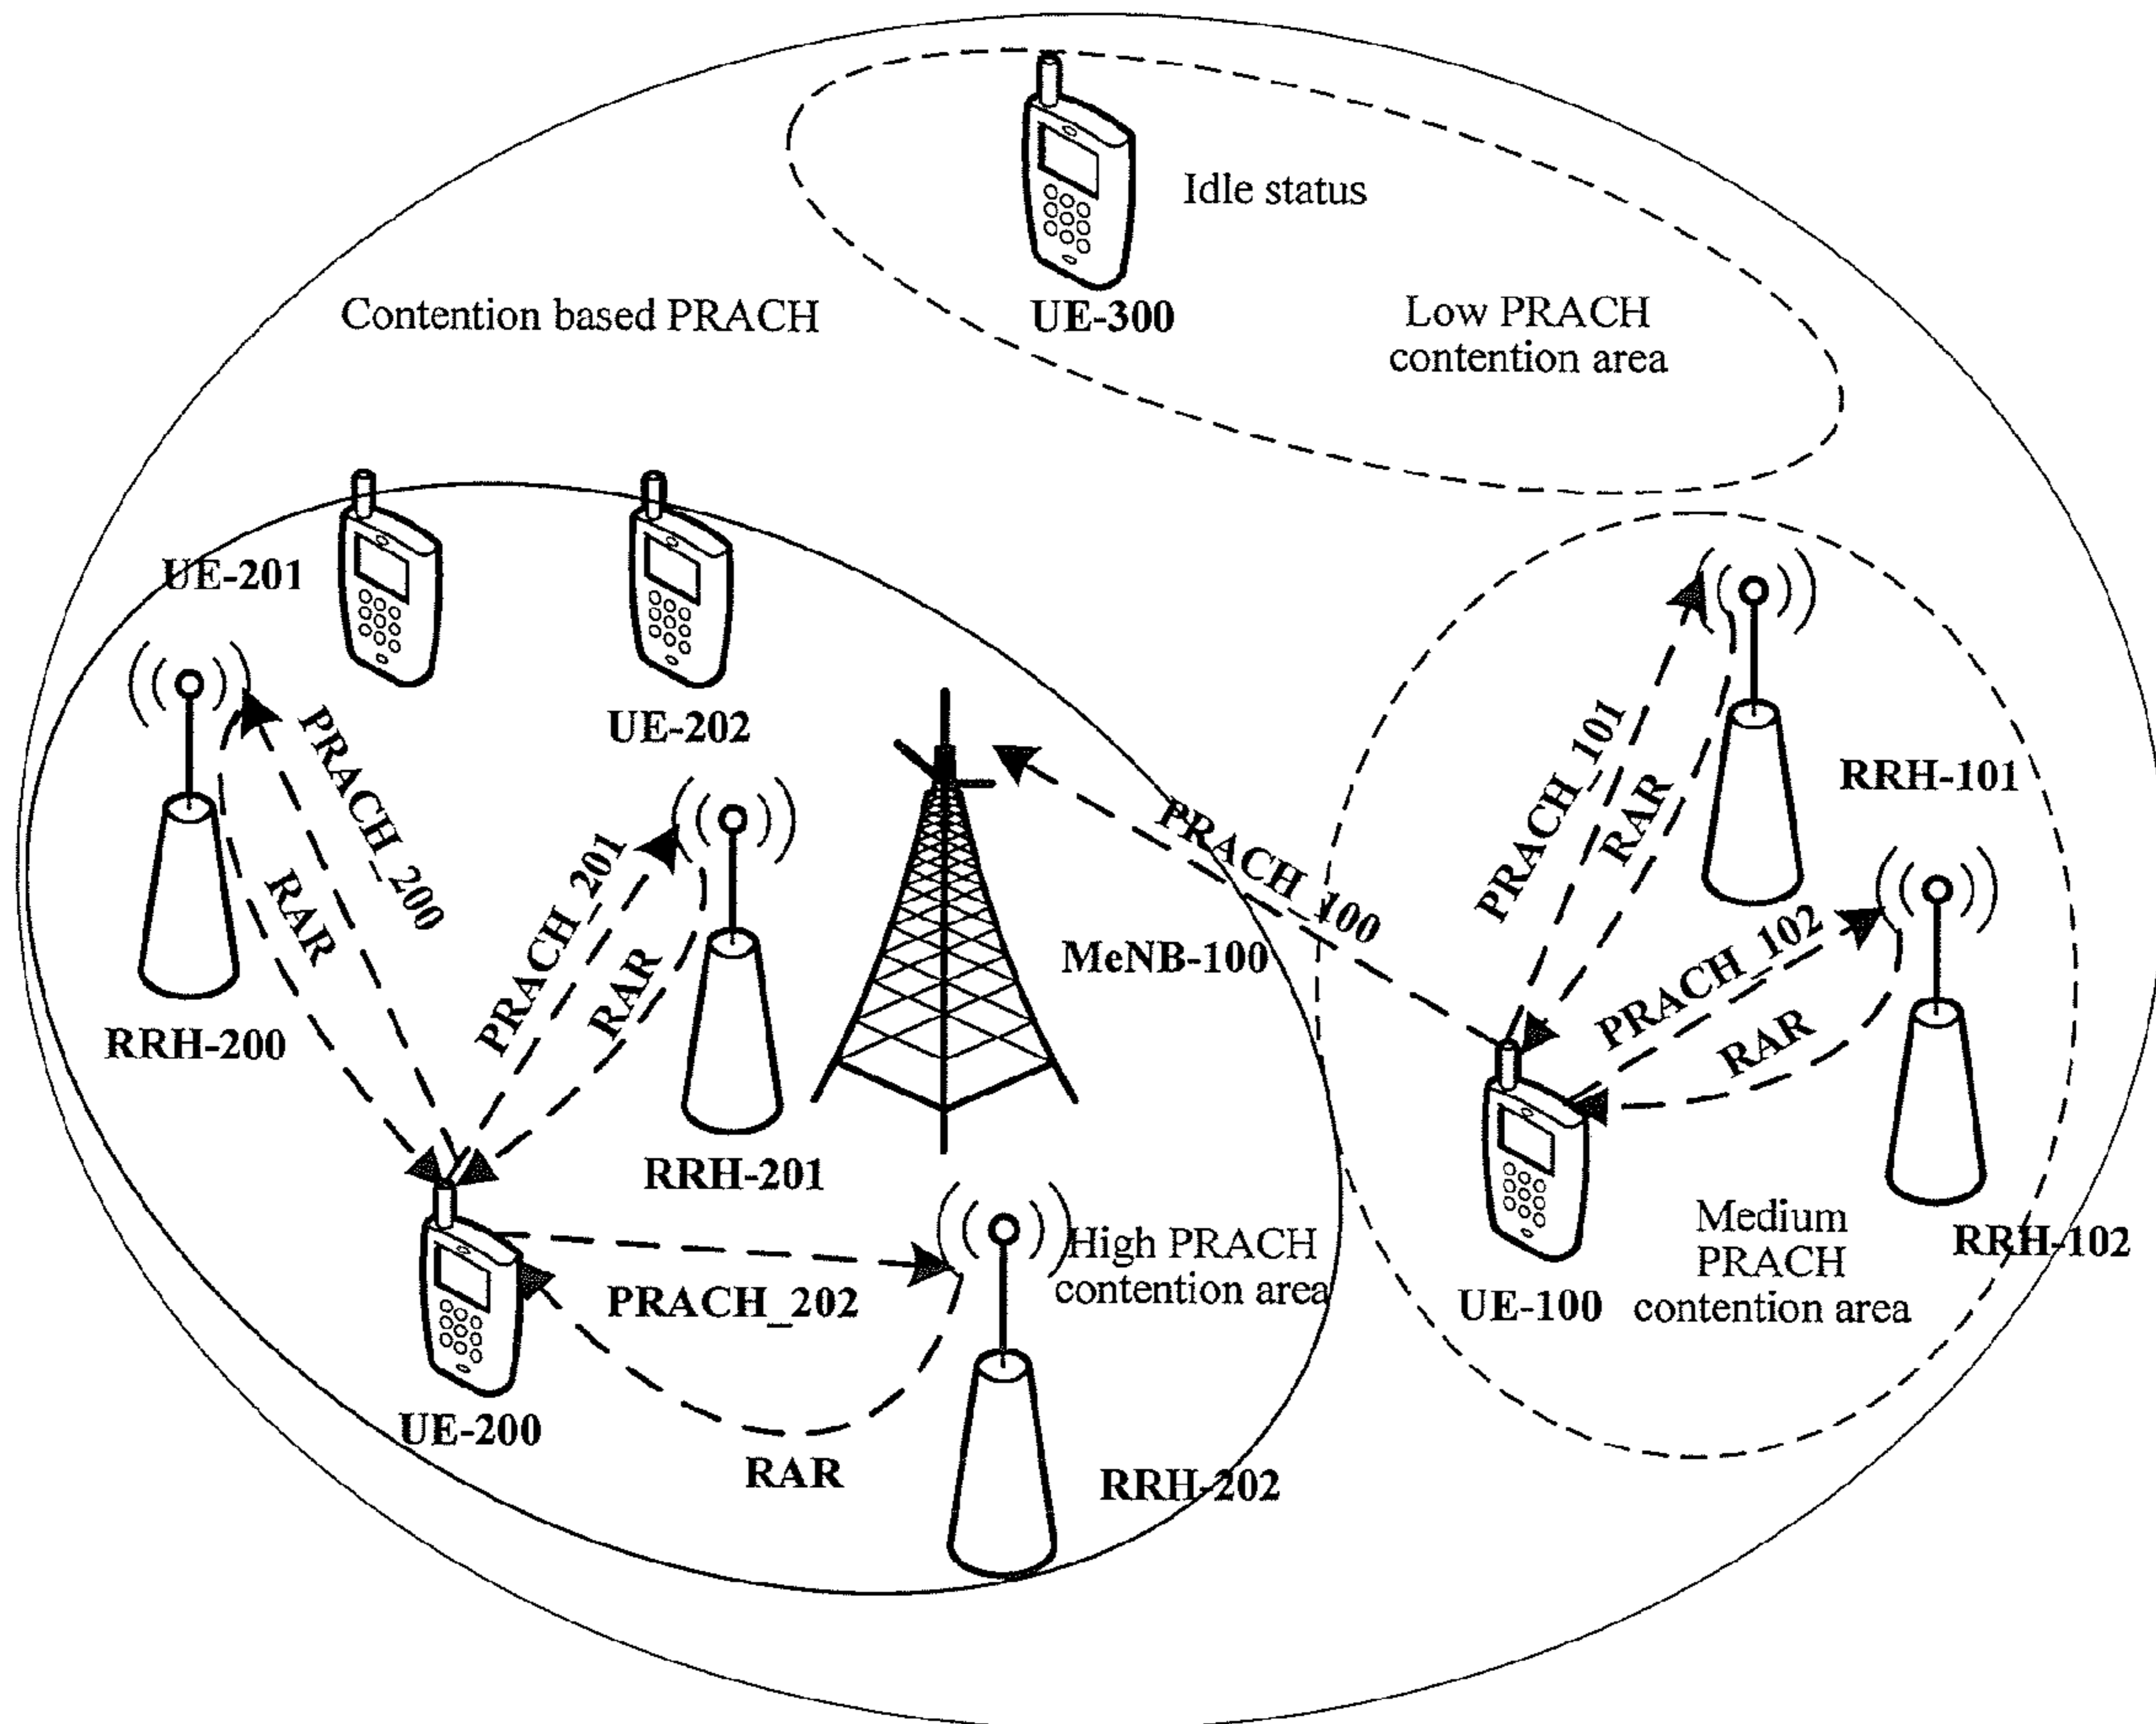 Idle status
Contention based PRACH
UE-300
Low PRACH
contention area
UE-201
UE-202
PRACH_200
RAR
PRACH_201
RAR
MeNB-100
PRACH_100
PRACH_101
RAR
RRH-101
PRACH_102
RAR
RRH-200
RRH-201
High PRACH
contention area
PRACH_202
UE-200
RAR
RRH-202
Medium
PRACH
contention area
UE-100
RRH-102